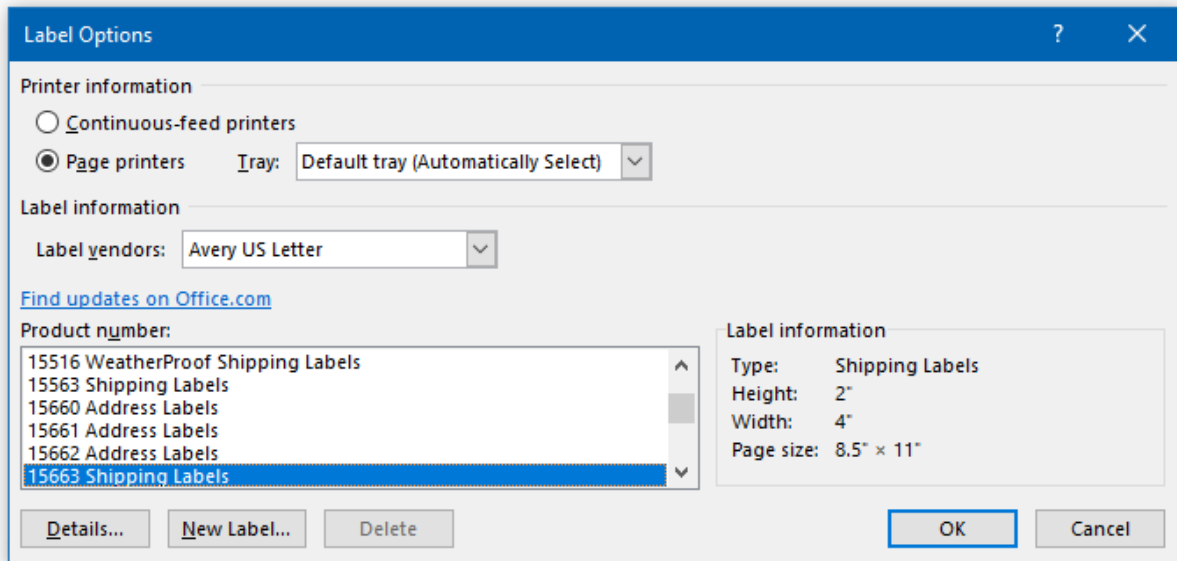 Label Options
Printer information
Continuous-feed printers
Page printers Tray: Default tray (Automatically Select)
Label information
Label vendors: Avery US Letter
Find updates on Office.com
Product number:
15516 WeatherProof Shipping Labels
15563 Shipping Labels
15660 Address Labels
15661 Address Labels
15662 Address Labels
15663 Shipping Labels
Label information
Type: Shipping Labels
Height: 2"
Width: 4"
Page size: 8.5" × 11"
Details... New Label... Delete OK Cancel